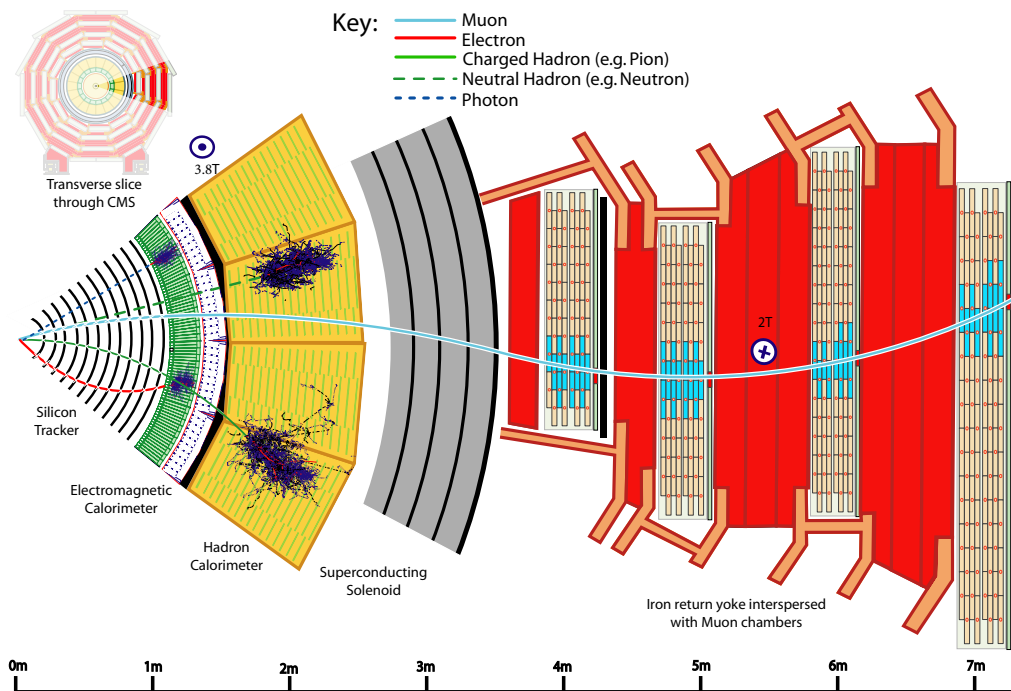 Key:
Muon
Electron
Charged Hadron (e.g. Pion)
Neutral Hadron (e.g. Neutron)
Photon
Transverse slice
through CMS
3.8T
2T
Silicon
Tracker
Electromagnetic
Calorimeter
Hadron
Calorimeter
Superconducting
Solenoid
Iron return yoke interspersed
with Muon chambers
0m 1m 2m 3m 4m 5m 6m 7m